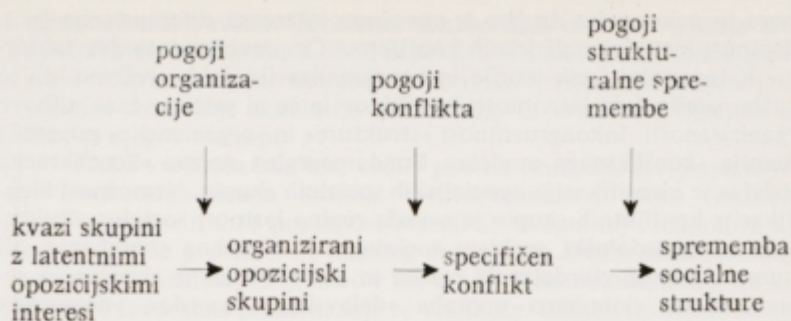 pogoji
organiza-
cije
pogoji
konflikta
pogoji
struktu-
ralne spre-
membe
kvazi skupini
z latentnimi
opozicijskimi
interesi
organizirani
opozicijski
skupini
specifičen
konflikt
sprememba
socialne
strukture